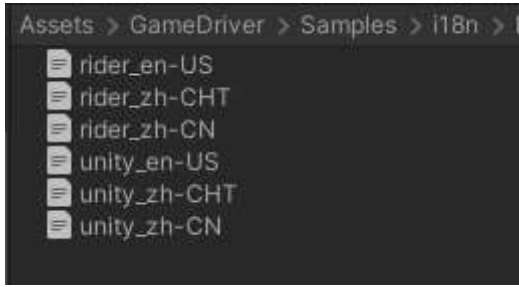 Assets > GameDriver > Samples > i18n >
rider_en-US
rider_zh-CHT
rider_zh-CN
unity_en-US
unity_zh-CHT
unity_zh-CN